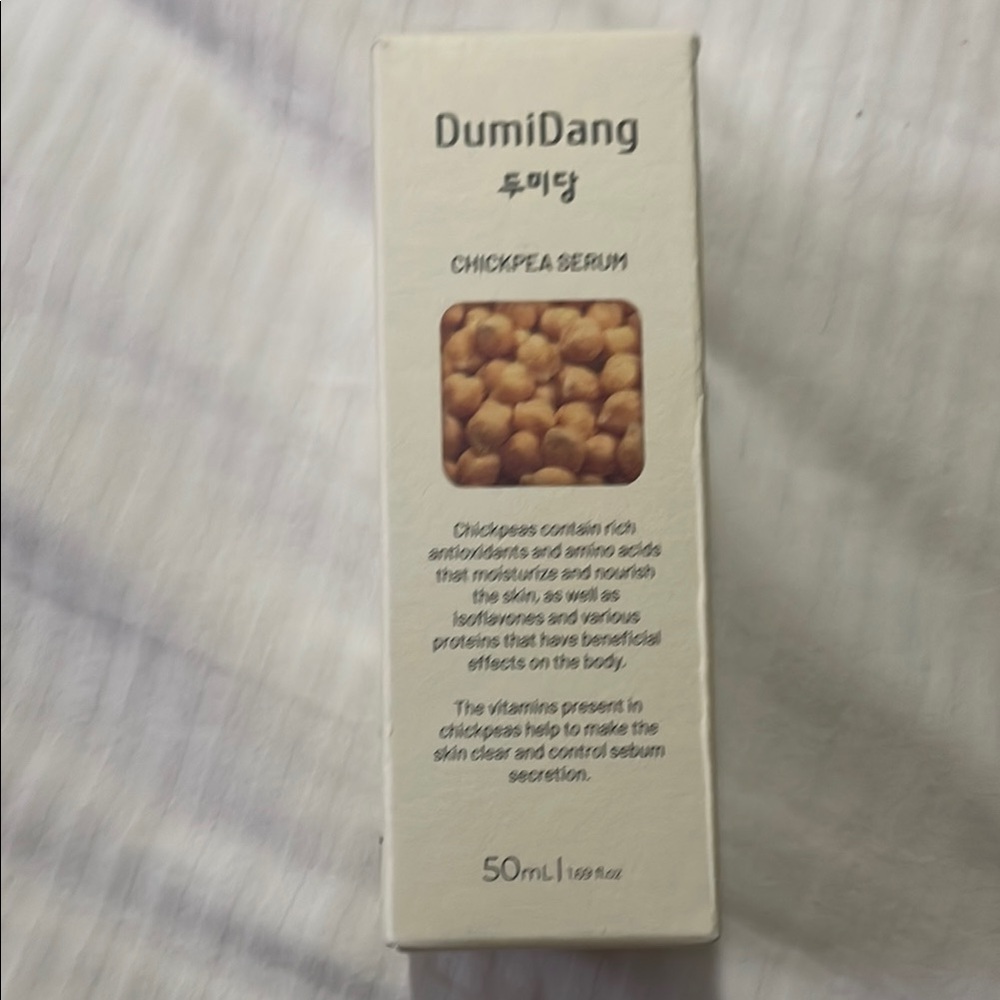 DumiDang
두미당
CHICKPEA SERUM
Chickpeas contain rich
antioxidants and amino acids
that moisturize and nourish
the skin, as well as
isoflavones and various
proteins that have beneficial
effects on the body.
The vitamins present in
chickpeas help to make the
skin clear and control sebum
secretion.
50mL | 1.69 fl.oz